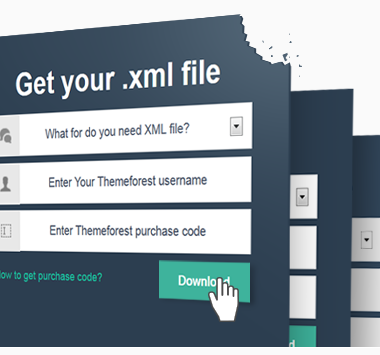 Get your .xml file
What for do you need XML file?
Enter Your Themeforest username
Enter Themeforest purchase code
ow to get purchase code?
Download
d